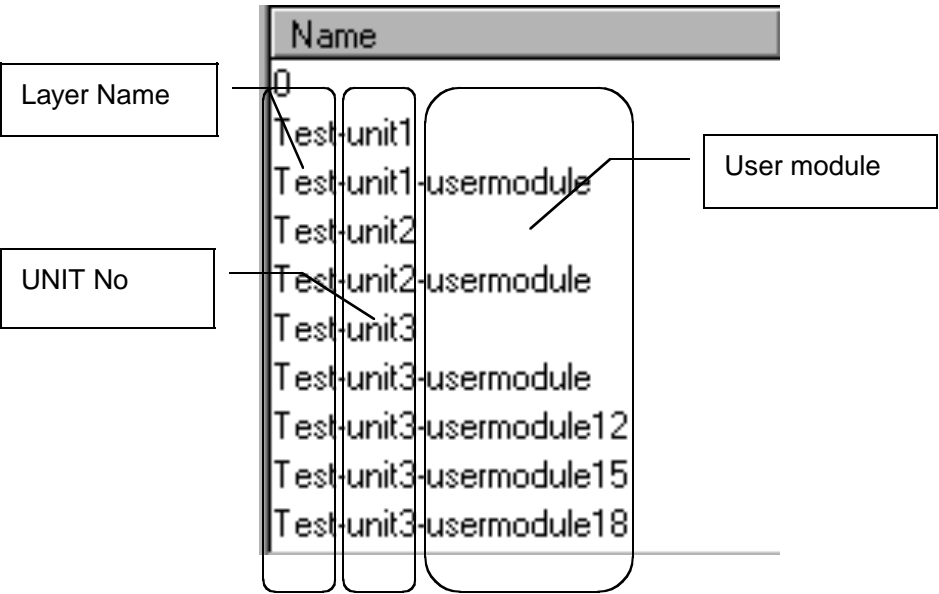 Name
0
Layer Name
Test-unit1
Test-unit1-usermodule
User module
Test-unit2
UNIT No
Test-unit2-usermodule
Test-unit3
Test-unit3-usermodule
Test-unit3-usermodule12
Test-unit3-usermodule15
Test-unit3-usermodule18